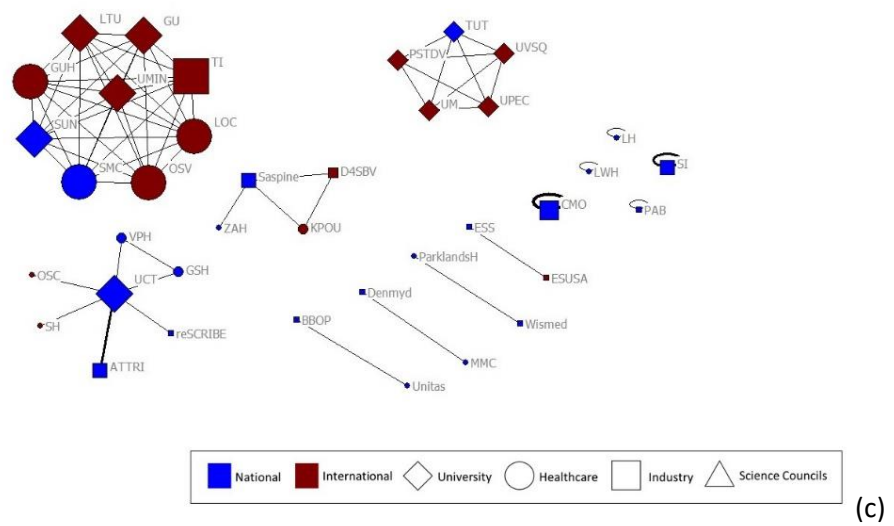 LTU
GU
TUT
PSTDV
UVSQ
GUH
TI
UMIN
UM
UPEC
SUN
LOC
LH
SMC
OSV
Saspine
D4SBV
LWH
SI
CMO
PAB
ZAH
KPOU
ESS
VPH
ParklandsH
OSC
UCT
GSH
ESUSA
Denmyd
SH
reSCRIBE
BBOP
Wismed
ATTRI
MMC
Unitas
National
International
University
Healthcare
Industry
Science Councils
(c)